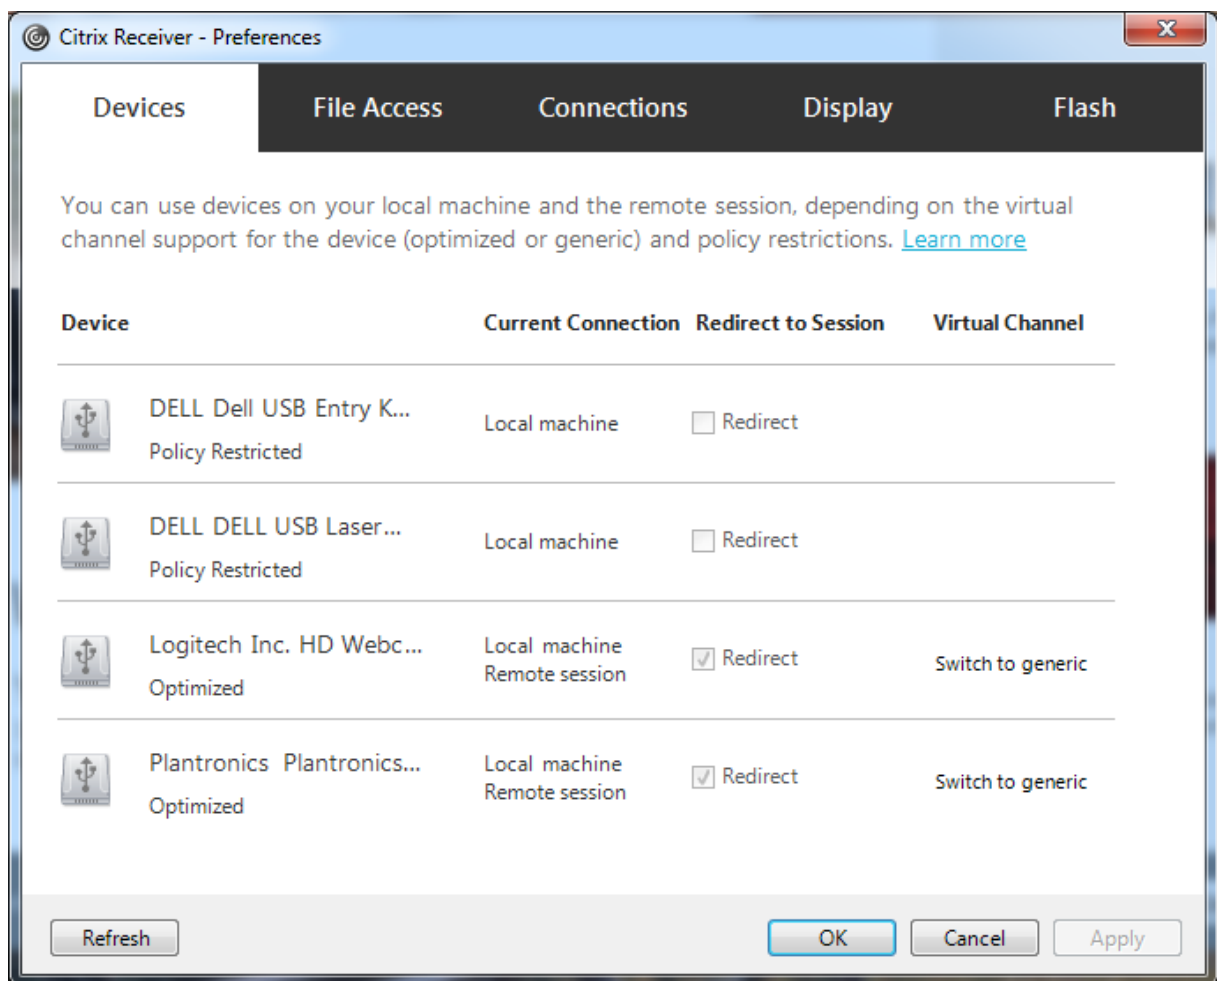 Citrix Receiver - Preferences
Devices File Access Connections Display Flash
You can use devices on your local machine and the remote session, depending on the virtual
channel support for the device (optimized or generic) and policy restrictions. Learn more
Device Current Connection Redirect to Session Virtual Channel
DELL Dell USB Entry K...
Policy Restricted
Local machine
Redirect
DELL DELL USB Laser...
Policy Restricted
Local machine
Redirect
Logitech Inc. HD Webc...
Optimized
Local machine
Remote session
Redirect
Switch to generic
Plantronics Plantronics...
Optimized
Local machine
Remote session
Redirect
Switch to generic
Refresh OK Cancel Apply